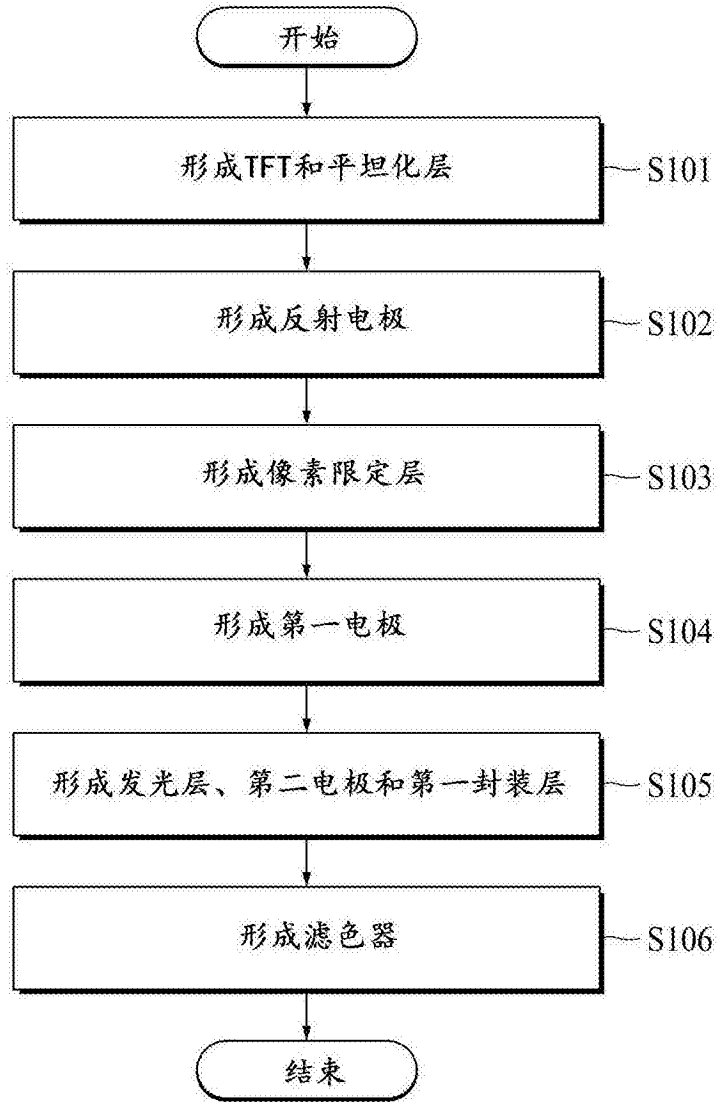 开始
形成TFT和平坦化层
S101
形成反射电极
S102
形成像素限定层
S103
形成第一电极
S104
形成发光层、第二电极和第一封装层
S105
形成滤色器
S106
结束